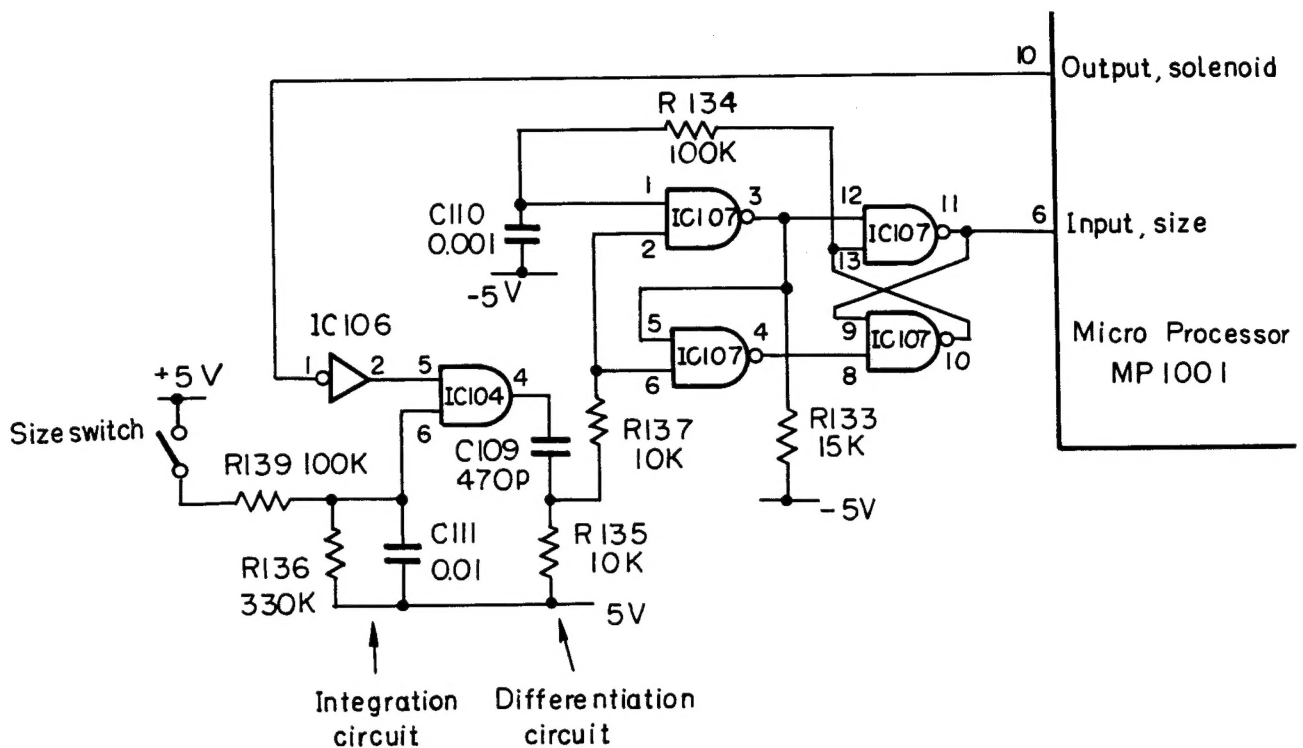 10
Output, solenoid
R 134
100K
1
3
12
11
6
C110
0.001
IC107
IC107
Input, size
2
13
-5V
5
4
9
IC106
IC107
IC107
10
Micro Processor
MP1001
1
2
5
4
6
8
+5V
IC104
R137
10K
R133
15K
Size switch
6
C109
470P
R139 100K
-5V
C111
0.01
R135
10K
R136
330K
5V
Integration
circuit
Differentiation
circuit